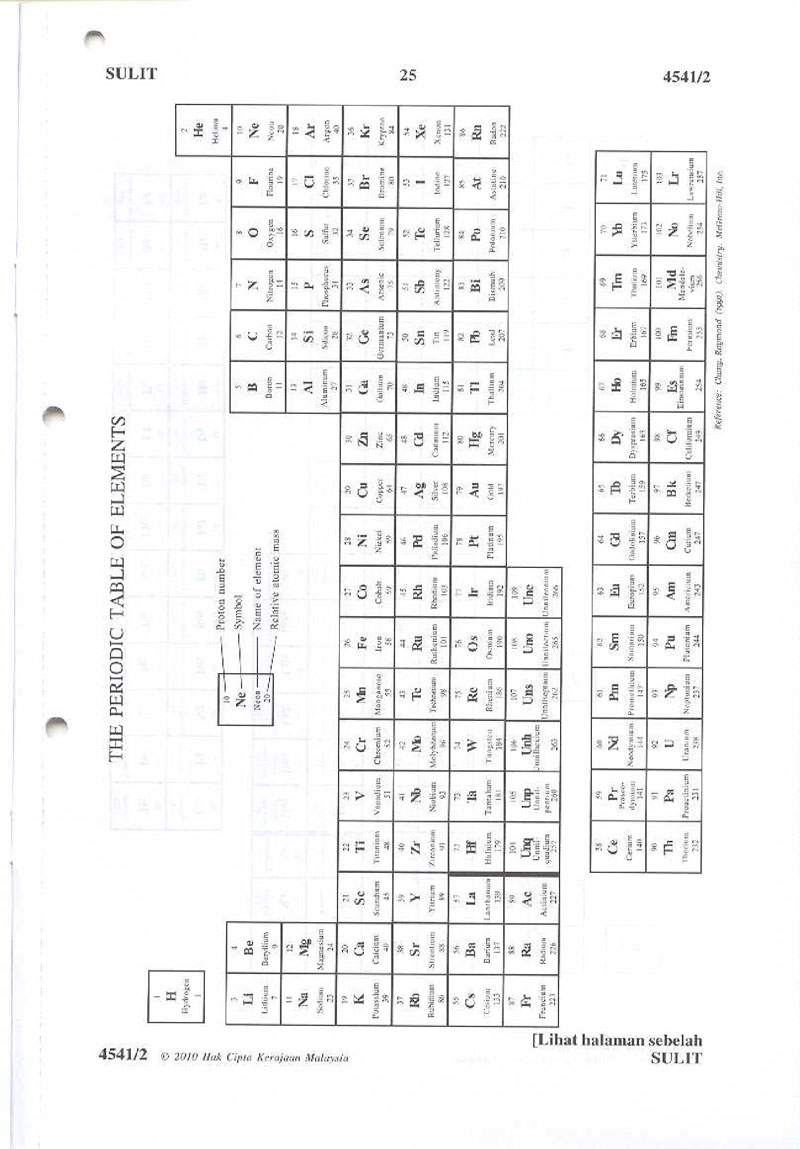 SULIT 25 4541/2
THE PERIODIC TABLE OF ELEMENTS
10
Ne
Neon
20
Proton number
Symbol
Name of element
Relative atomic mass
1
H
Hydrogen
1
2
He
Helium
4
3 4 5 6 7 8 9 10
Li Be B C N O F Ne
Lithium Beryllium Boron Carbon Nitrogen Oxygen Flourine Neon
7 9 11 12 14 16 19 20
11 12 13 14 15 16 17 18
Na Mg Al Si P S Cl Ar
Sodium Magnesium Aluminum Silicon Phosphorus Sulfur Chlorine Argon
23 24 27 28 31 32 35 40
19 20 21 22 23 24 25 26 27 28 29 30 31 32 33 34 35 36
K Ca Sc Ti V Cr Mn Fe Co Ni Cu Zn Ga Ge As Se Br Kr
Potassium Calcium Scandium Titanium Vanadium Chromium Manganese Iron Cobalt Nickel Copper Zinc Gallium Germanium Arsenic Selenium Bromine Krypton
39 40 45 48 51 52 55 56 59 59 64 65 70 73 75 79 80 84
37 38 39 40 41 42 43 44 45 46 47 48 50 51 52 53 54
Rb Sr Y Zr Nb Mo Tc Ru Rh Pd Ag Cd In Sn Sb Te I Xe
Rubidium Strontium Yttrium Zirconium Niobium Molybdenum Technetium Ruthenium Rhodium Palladium Silver Cadmium Indium Tin Antimony Tellurium Iodine Xenon
86 88 89 91 93 96 98 101 103 106 108 112 115 119 122 128 127 131
55 56 57 72 73 74 75 76 77 78 79 80 81 82 83 84 85 86
Cs Ba La Hf Ta W Re Os Ir Pt Au Hg Tl Pb Bi Po At Rn
Cesium Barium Lanthanum Hafnium Tantalum Tungsten Rhenium Osmium Iridium Platinum Gold Mercury Thallium Lead Bismuth Polonium Astatine Radon
133 137 139 179 181 184 186 190 192 195 197 201 204 207 209 210 210 222
87 88 89 104 105 106 107 108 109
Fr Ra Ac Unq Unp Unh Uns Uno Une
Francium Radium Actinium Unnil- Unnil- Unnilhexium Unnilseptium Unniloctium Unnilennium
quadium pentium
223 226 227 257 260 263 262 265 266
58 59 60 61 62 63 64 65 66 67 68 69 70 71
Ce Pr Nd Pm Sm Eu Gd Tb Dy Ho Er Tm Yb Lu
Cerium Praseo- Neodymium Promethium Samarium Europium Gadolinium Terbium Dysprosium Holmium Erbium Thulium Ytterbium Lutetium
dymium
140 141 144 147 150 152 157 159 163 165 167 169 173 175
90 91 92 93 94 95 96 97 98 99 100 101 102 103
Th Pa U Np Pu Am Cm Bk Cf Es Fm Md No Lr
Thorium Protactinium Uranium Neptunium Plutonium Americium Curium Berkelium Californium Einsteinium Fermium Mendele- Nobelium Lawrencium
vium
232 231 238 237 244 243 247 247 249 254 253 256 254 257
Reference: Chang, Raymond (1991). Chemistry. McGraw-Hill, Inc.
[Lihat halaman sebelah
4541/2 © 2010 Hak Cipta Kerajaan Malaysia SULIT